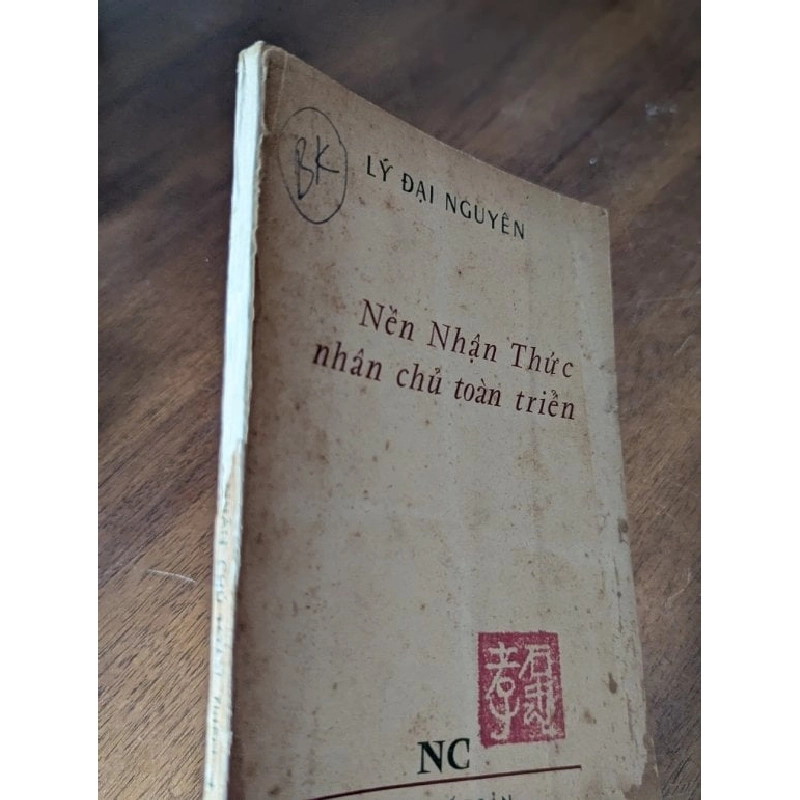 BK
LÝ ĐẠI NGUYÊN
Nền Nhận Thức
nhân chủ toàn triển
NC